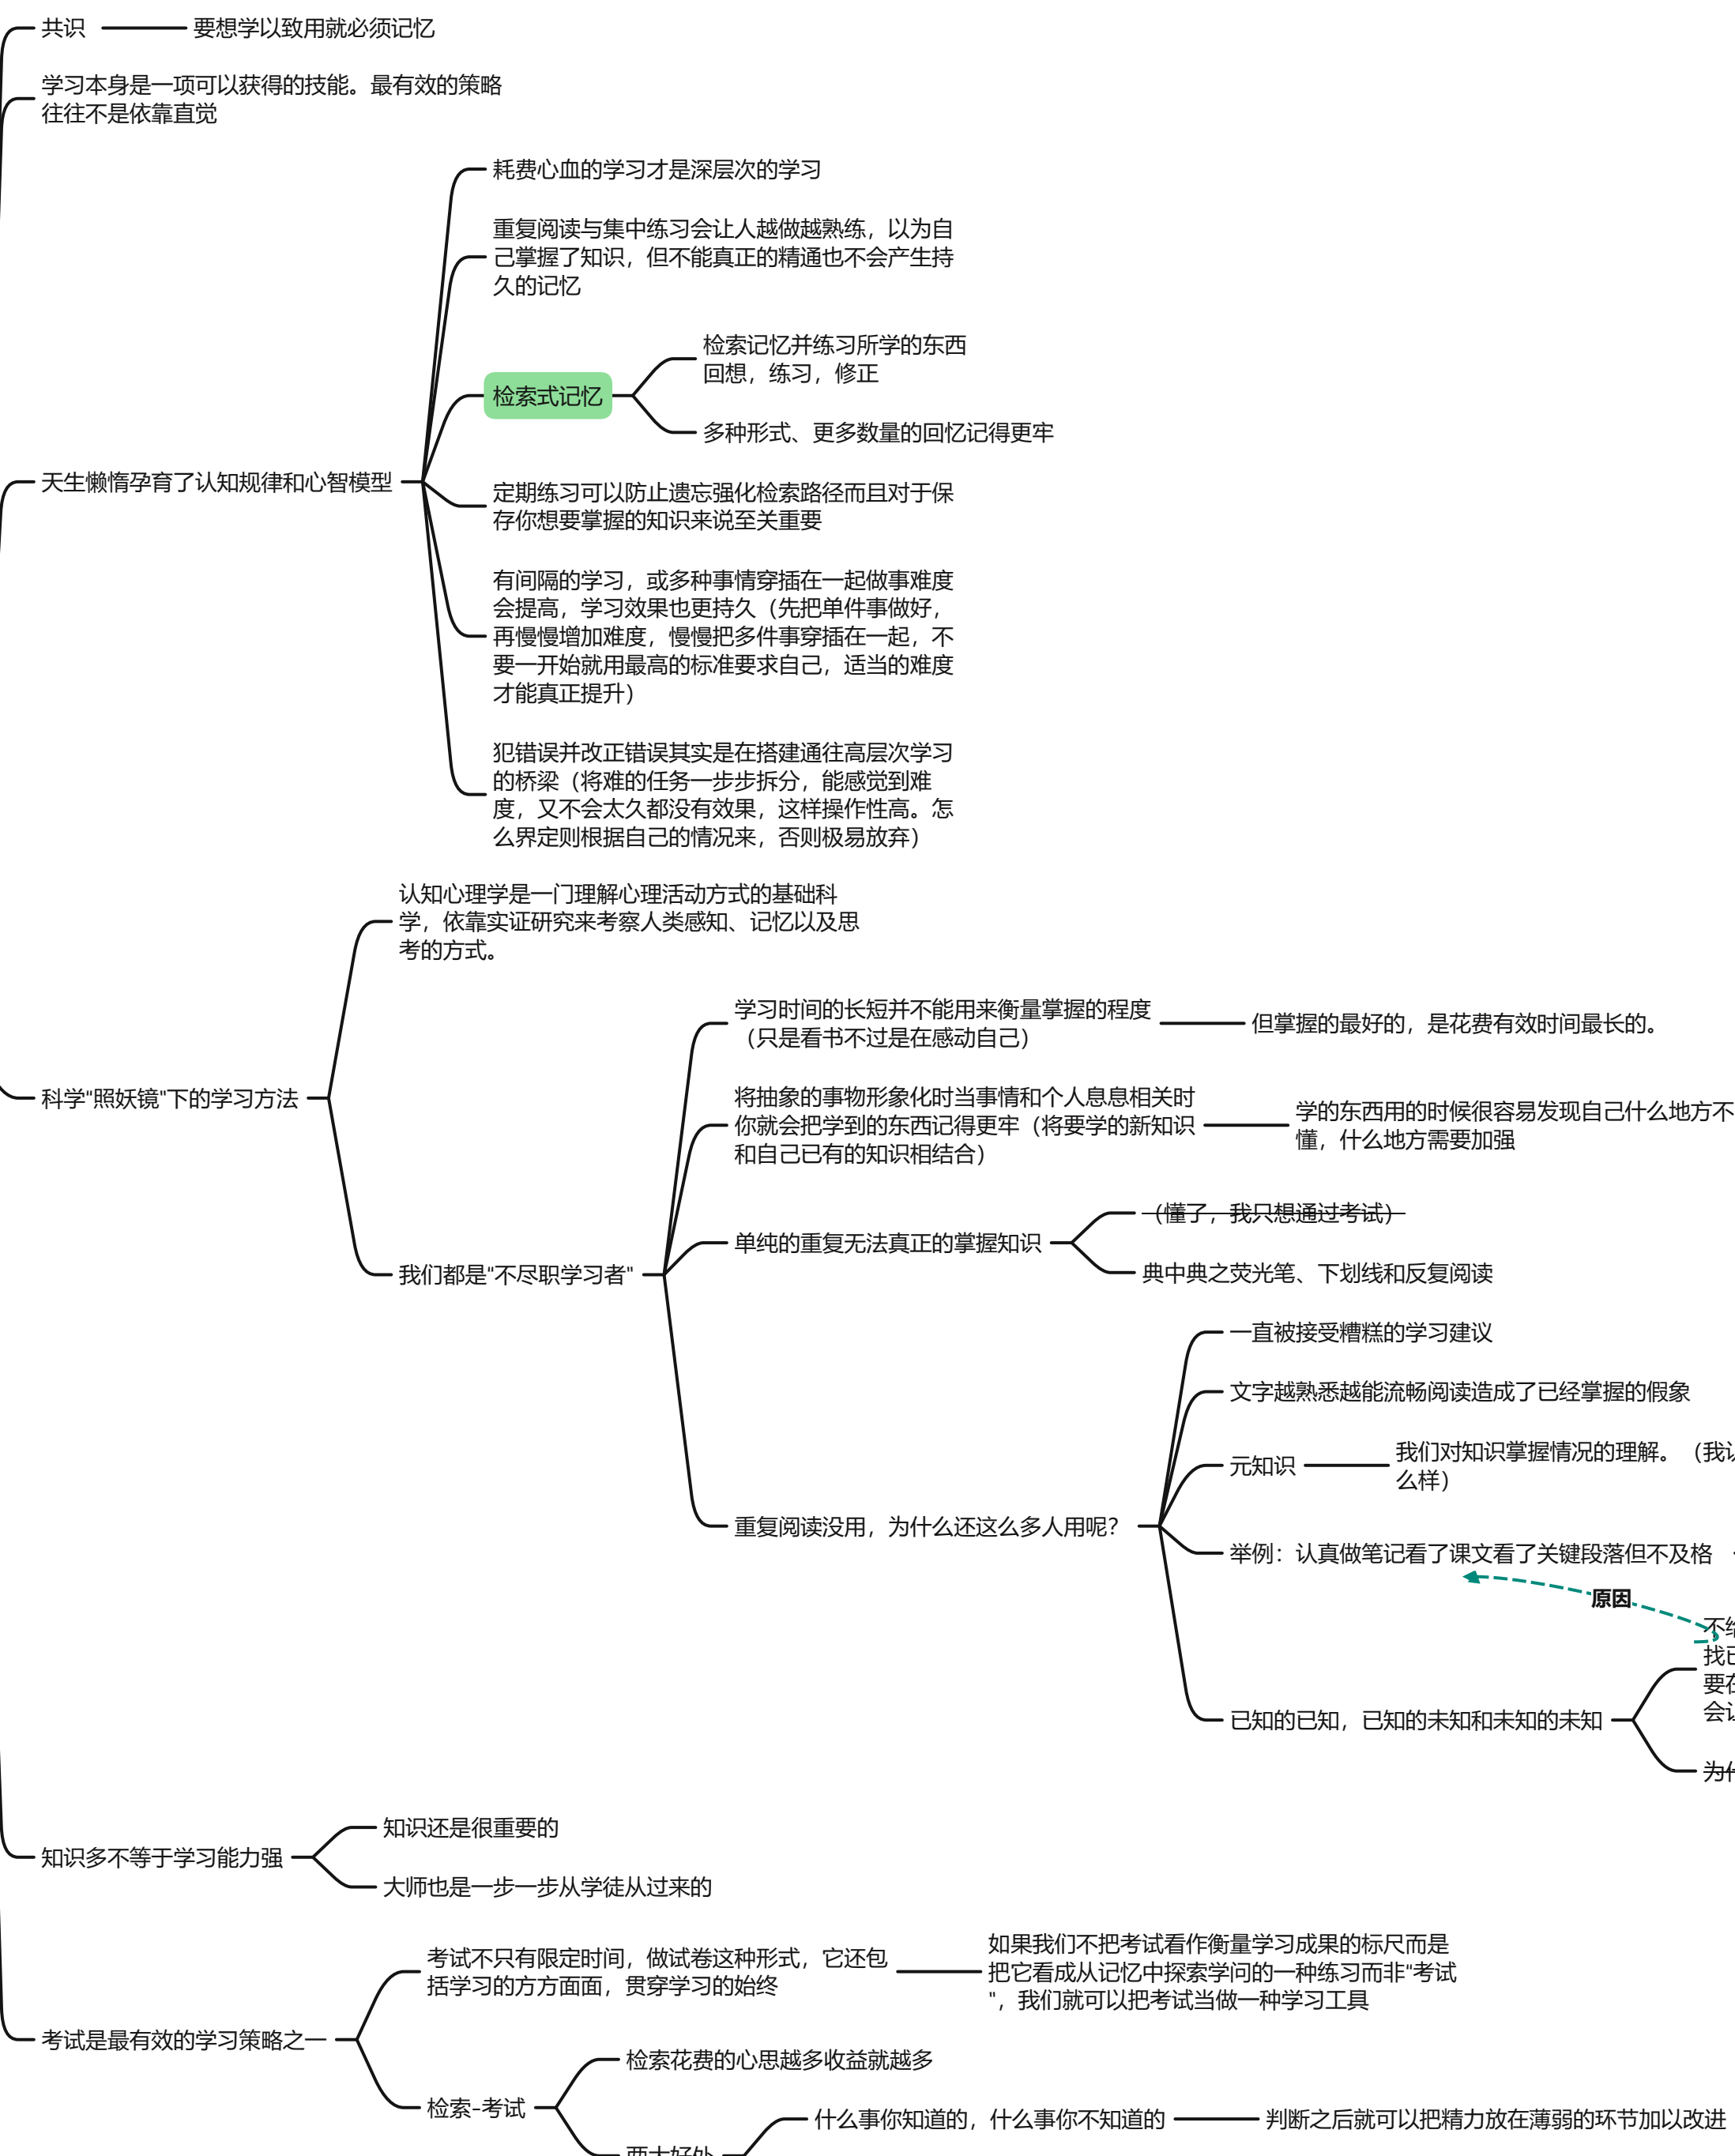 共识
要想学以致用就必须记忆
学习本身是一项可以获得的技能。最有效的策略
往往不是依靠直觉
天生懒惰孕育了认知规律和心智模型
耗费心血的学习才是深层次的学习
重复阅读与集中练习会让人越做越熟练，以为自
己掌握了知识，但不能真正的精通也不会产生持
久的记忆
检索式记忆
检索记忆并练习所学的东西
回想，练习，修正
多种形式、更多数量的回忆记得更牢
定期练习可以防止遗忘强化检索路径而且对于保
存你想要掌握的知识来说至关重要
有间隔的学习，或多种事情穿插在一起做事难度
会提高，学习效果也更持久（先把单件事做好，
再慢慢增加难度，慢慢把多件事穿插在一起，不
要一开始就用最高的标准要求自己，适当的难度
才能真正提升）
犯错误并改正错误其实是在搭建通往高层次学习
的桥梁（将难的任务一步步拆分，能感觉到难
度，又不会太久都没有效果，这样操作性高。怎
么界定则根据自己的情况来，否则极易放弃）
科学"照妖镜"下的学习方法
认知心理学是一门理解心理活动方式的基础科
学，依靠实证研究来考察人类感知、记忆以及思
考的方式。
我们都是"不尽职学习者"
学习时间的长短并不能用来衡量掌握的程度
（只是看书不过是在感动自己）
但掌握的最好的，是花费有效时间最长的。
将抽象的事物形象化时当事情和个人息息相关时
你就会把学到的东西记得更牢（将要学的新知识
和自己已有的知识相结合）
学的东西用的时候很容易发现自己什么地方不
懂，什么地方需要加强
单纯的重复无法真正的掌握知识
（懂了，我只想通过考试）
典中典之荧光笔、下划线和反复阅读
重复阅读没用，为什么还这么多人用呢？
一直被接受糟糕的学习建议
文字越熟悉越能流畅阅读造成了已经掌握的假象
元知识
我们对知识掌握情况的理解。（我认
么样）
举例：认真做笔记看了课文看了关键段落但不及格
原因
已知的已知，已知的未知和未知的未知
不给
找已
要在
会让
为什
知识多不等于学习能力强
知识还是很重要的
大师也是一步一步从学徒从过来的
考试是最有效的学习策略之一
考试不只有限定时间，做试卷这种形式，它还包
括学习的方方面面，贯穿学习的始终
如果我们不把考试看作衡量学习成果的标尺而是
把它看成从记忆中探索学问的一种练习而非"考试
"，我们就可以把考试当做一种学习工具
检索-考试
检索花费的心思越多收益就越多
两大好处
什么事你知道的，什么事你不知道的
判断之后就可以把精力放在薄弱的环节加以改进